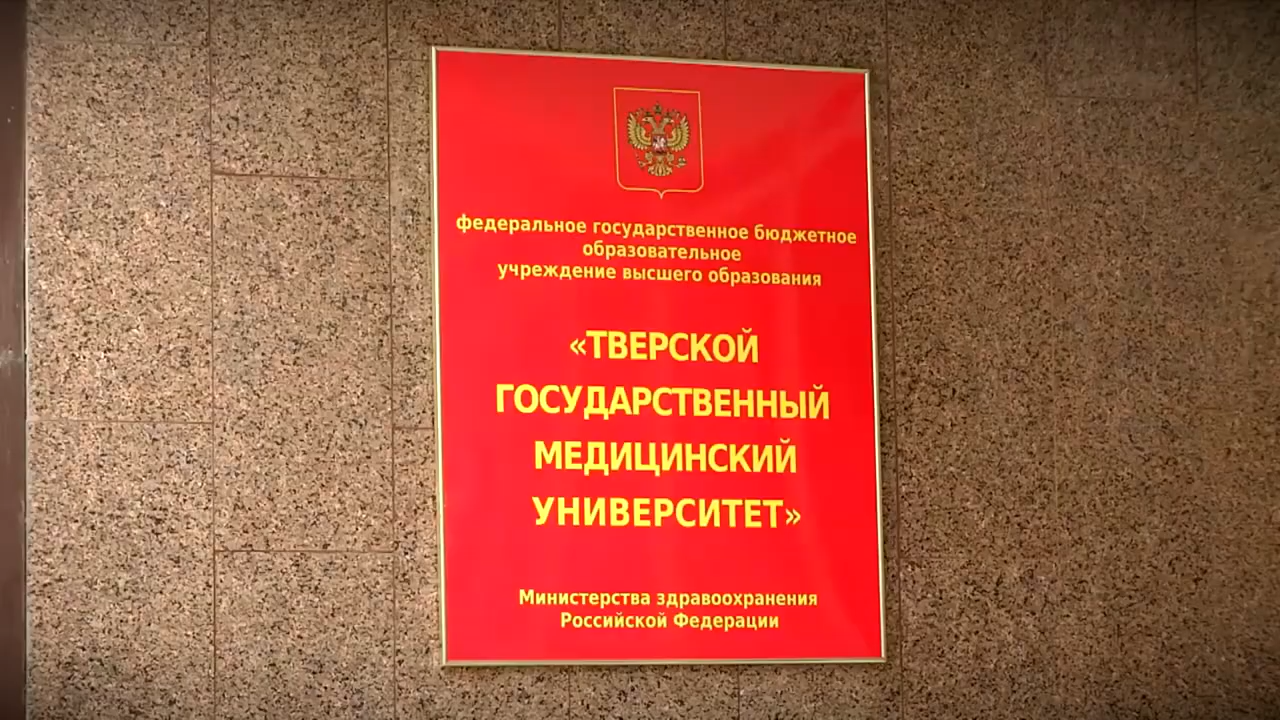 федеральное государственное бюджетное
образовательное
учреждение высшего образования
«ТВЕРСКОЙ
ГОСУДАРСТВЕННЫЙ
МЕДИЦИНСКИЙ
УНИВЕРСИТЕТ»
Министерства здравоохранения
Российской Федерации